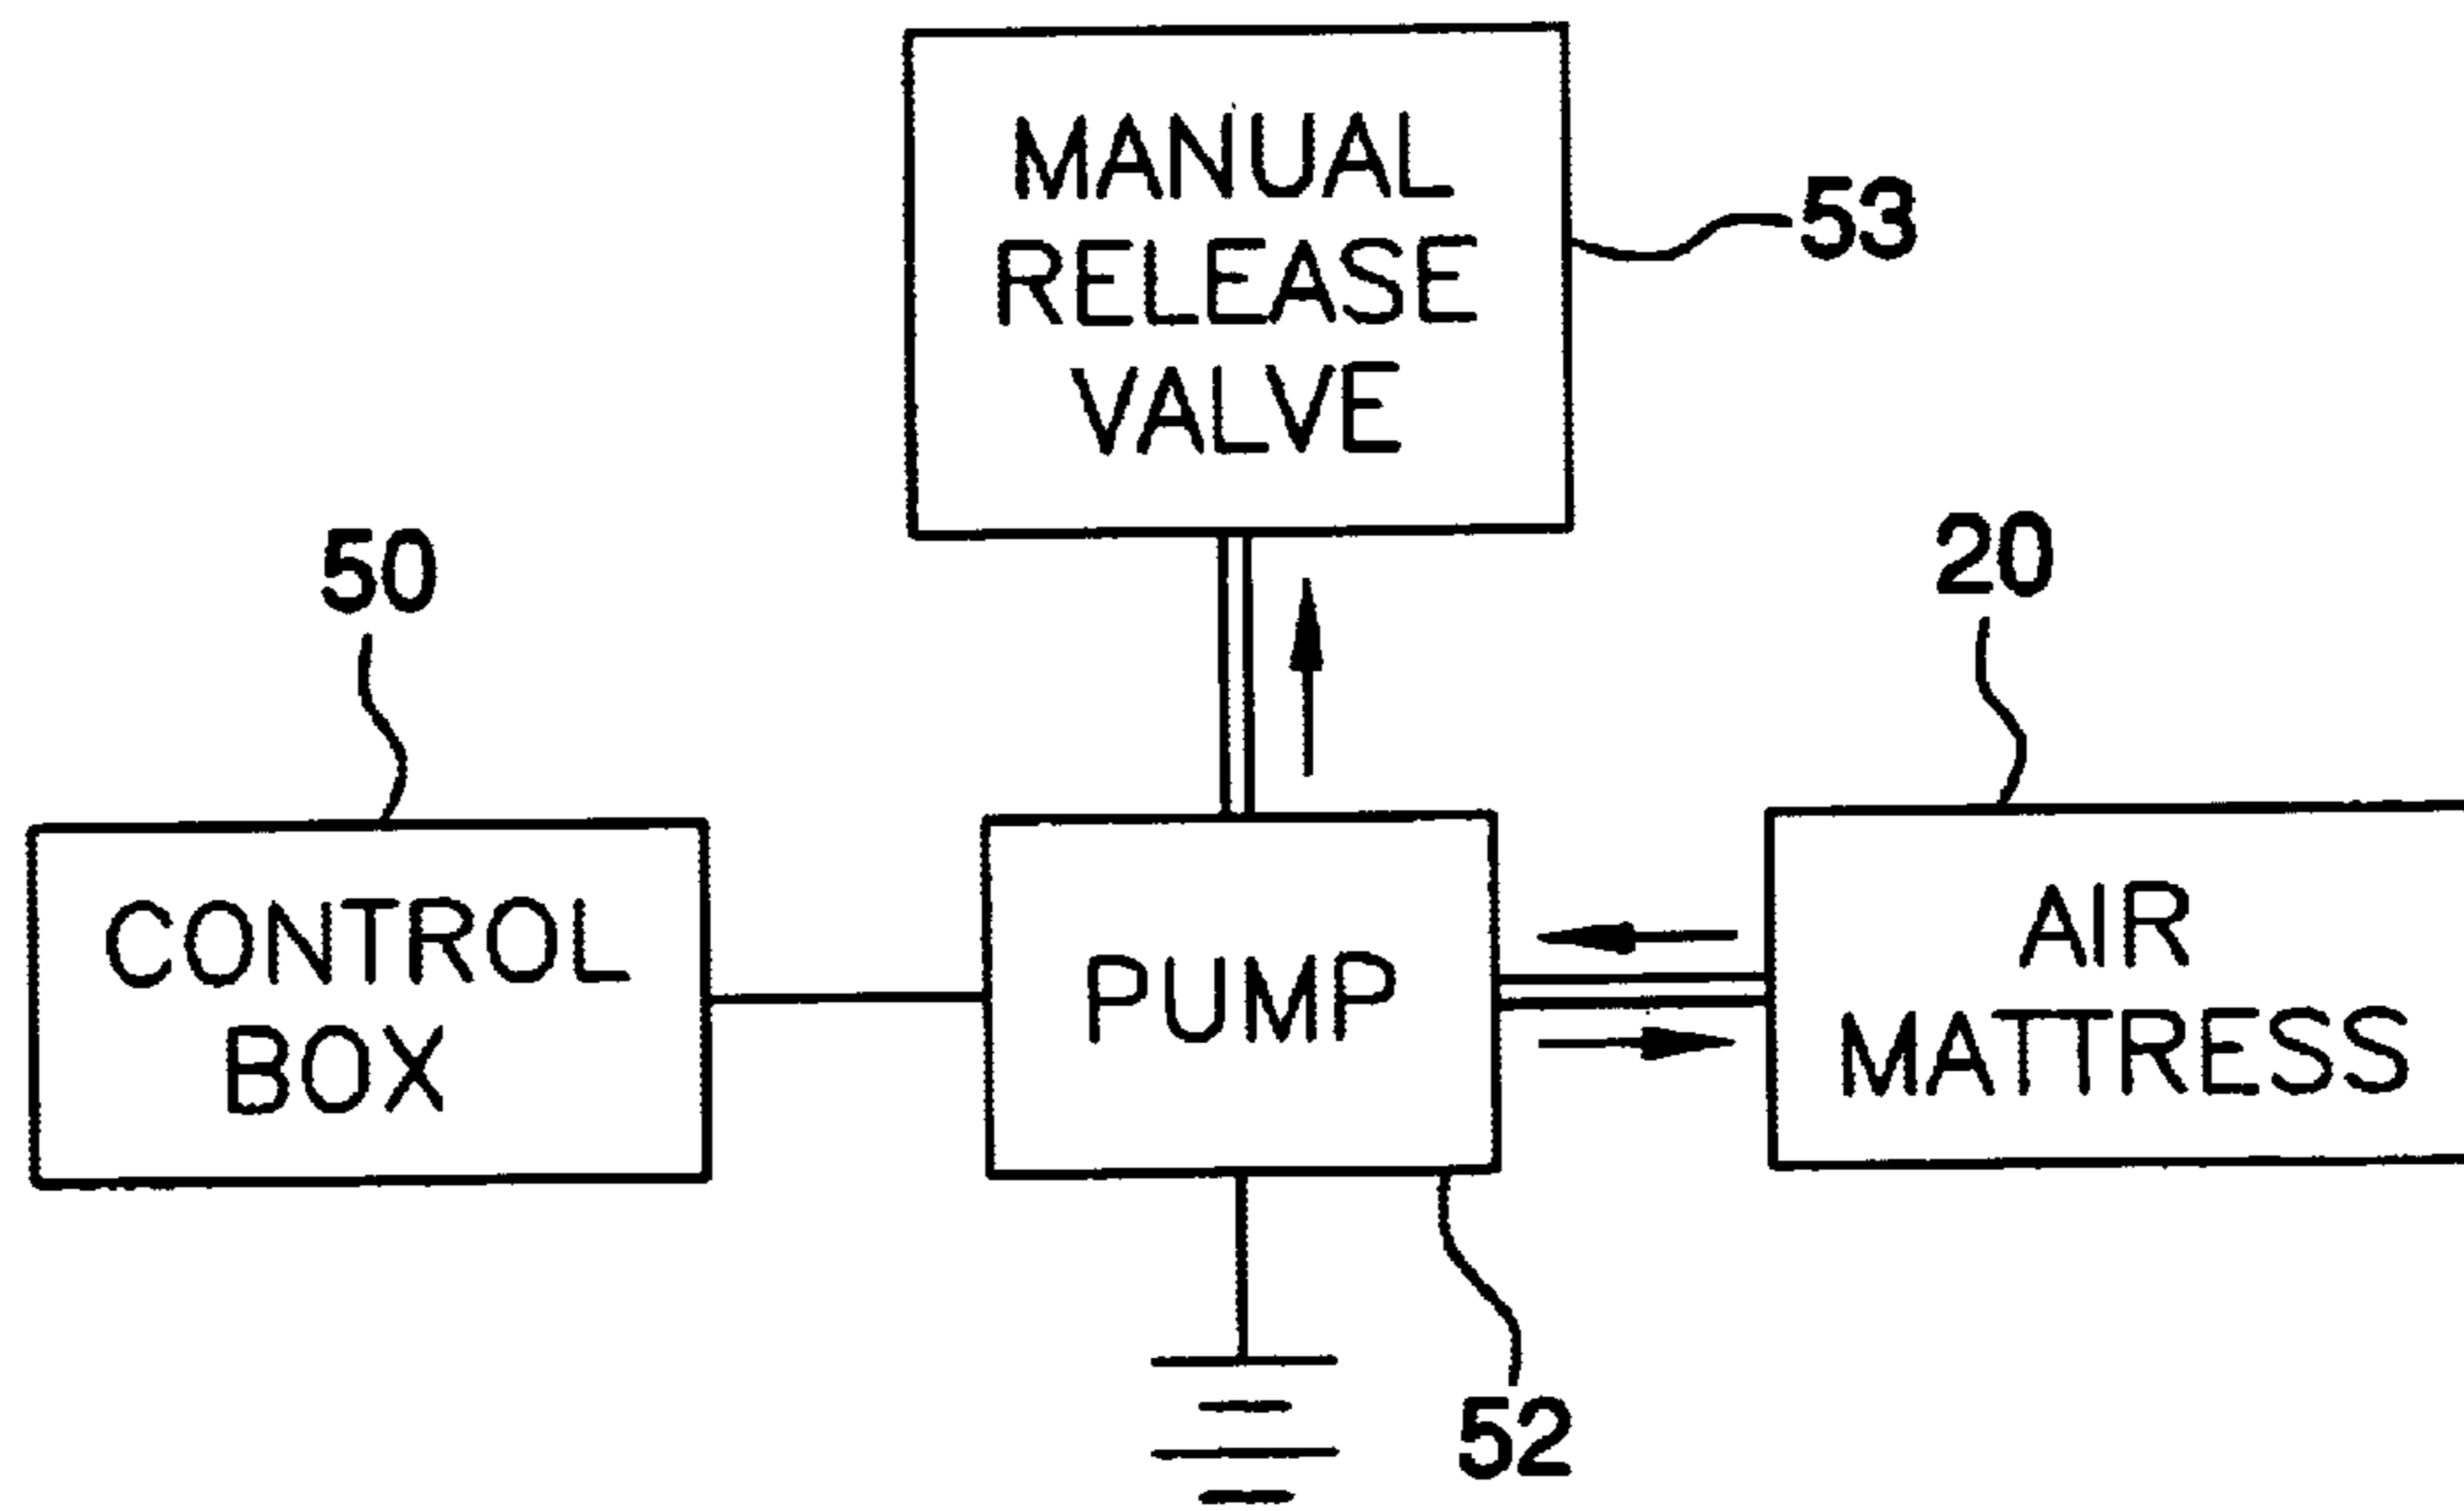 MANUAL
RELEASE
VALVE
53
50
20
CONTROL
BOX
PUMP
AIR
MATTRESS
52